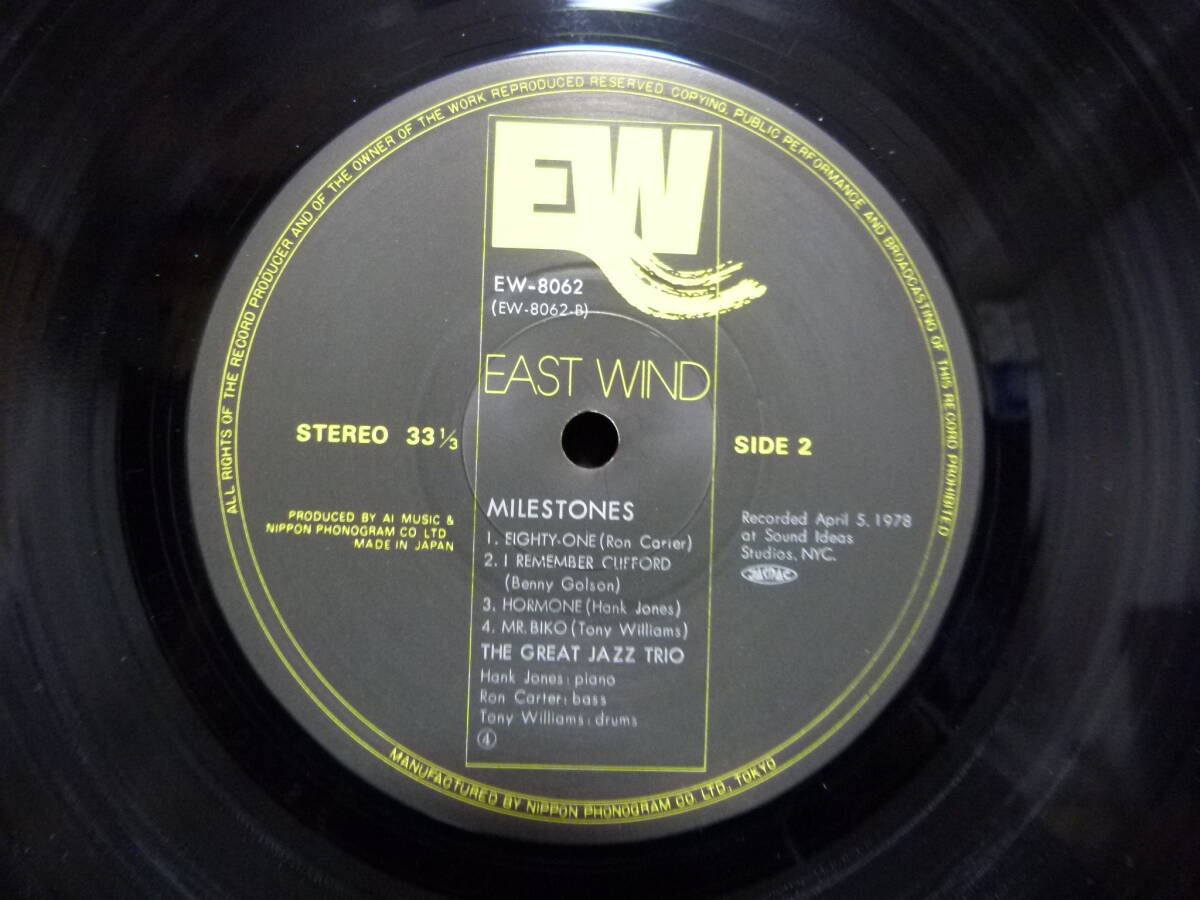 ALL RIGHTS OF THE RECORD PRODUCER AND OF THE OWNER OF THE WORK REPRODUCED RESERVED COPYING, PUBLIC PERFORMANCE AND BROADCASTING OF THIS RECORD PROHIBITED
EW
EW-8062
(EW-8062-B)
EAST WIND
STEREO 33 1/3
SIDE 2
PRODUCED BY AI MUSIC &
NIPPON PHONOGRAM CO LTD
MADE IN JAPAN
MILESTONES
1. EIGHTY-ONE (Ron Carter)
2. I REMEMBER CLIFFORD
(Benny Golson)
3. HORMONE (Hank Jones)
4. MR. BIKO (Tony Williams)
THE GREAT JAZZ TRIO
Hank Jones: piano
Ron Carter: bass
Tony Williams: drums
④
Recorded April 5, 1978
at Sound Ideas
Studios, NYC.
JASRAC
MANUFACTURED BY NIPPON PHONOGRAM CO LTD, TOKYO